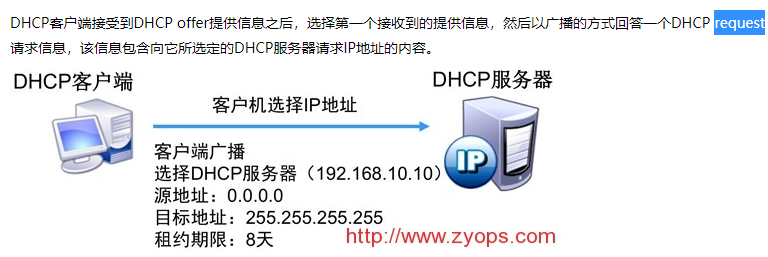 DHCP客户端接受到DHCP offer提供信息之后，选择第一个接收到的提供信息，然后以广播的方式回答一个DHCP request
请求信息，该信息包含向它所选定的DHCP服务器请求IP地址的内容。
DHCP客户端
DHCP服务器
客户机选择IP地址
IP
客户端广播
选择DHCP服务器（192.168.10.10）
源地址：0.0.0.0
目标地址：255.255.255.255
租约期限：8天
http://www.zyops.com